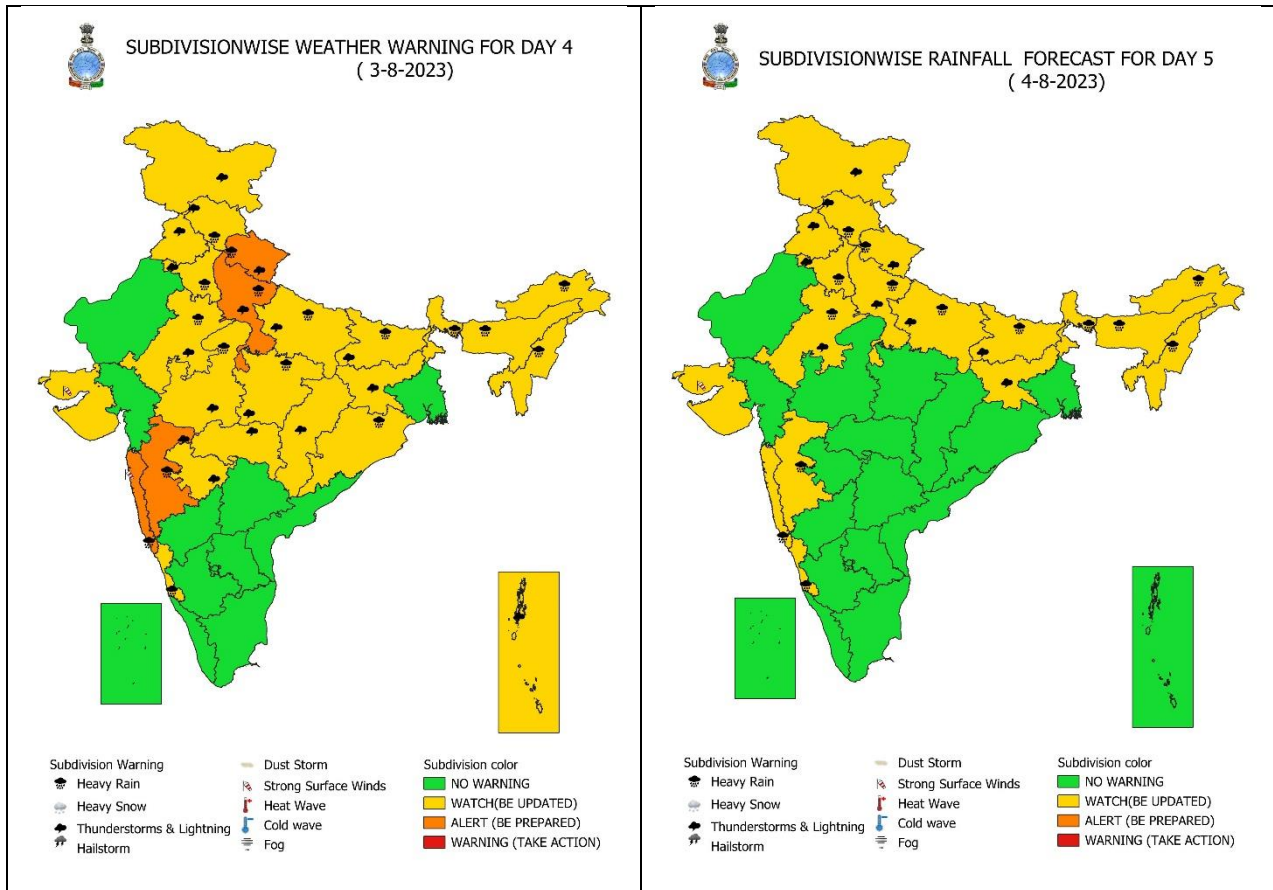 SUBDIVISIONWISE WEATHER WARNING FOR DAY 4
( 3-8-2023)
Subdivision Warning
Heavy Rain
Heavy Snow
Thunderstorms & Lightning
Hailstorm
Dust Storm
Strong Surface Winds
Heat Wave
Cold wave
Fog
Subdivision color
NO WARNING
WATCH(BE UPDATED)
ALERT (BE PREPARED)
WARNING (TAKE ACTION)
SUBDIVISIONWISE RAINFALL FORECAST FOR DAY 5
( 4-8-2023)
Subdivision Warning
Heavy Rain
Heavy Snow
Thunderstorms & Lightning
Hailstorm
Dust Storm
Strong Surface Winds
Heat Wave
Cold wave
Fog
Subdivision color
NO WARNING
WATCH(BE UPDATED)
ALERT (BE PREPARED)
WARNING (TAKE ACTION)